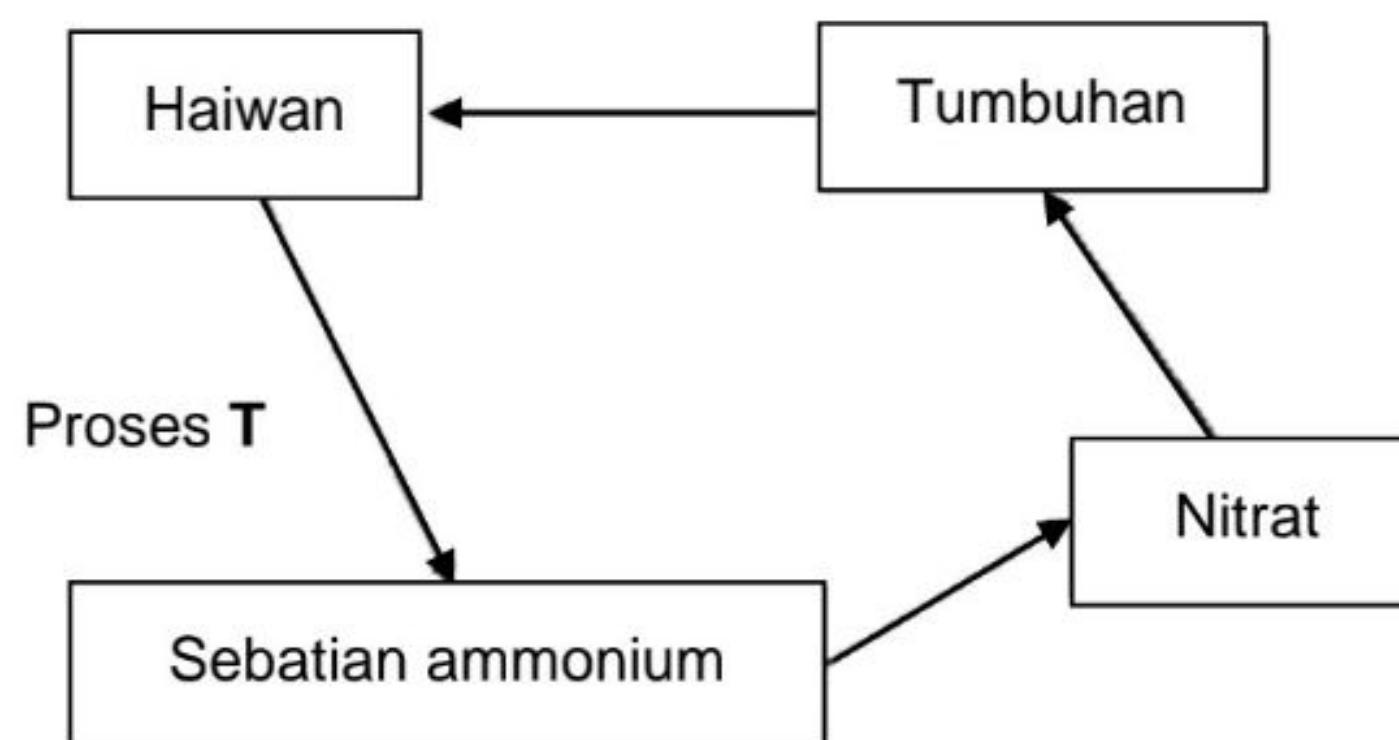 Haiwan
Tumbuhan
Proses T
Nitrat
Sebatian ammonium